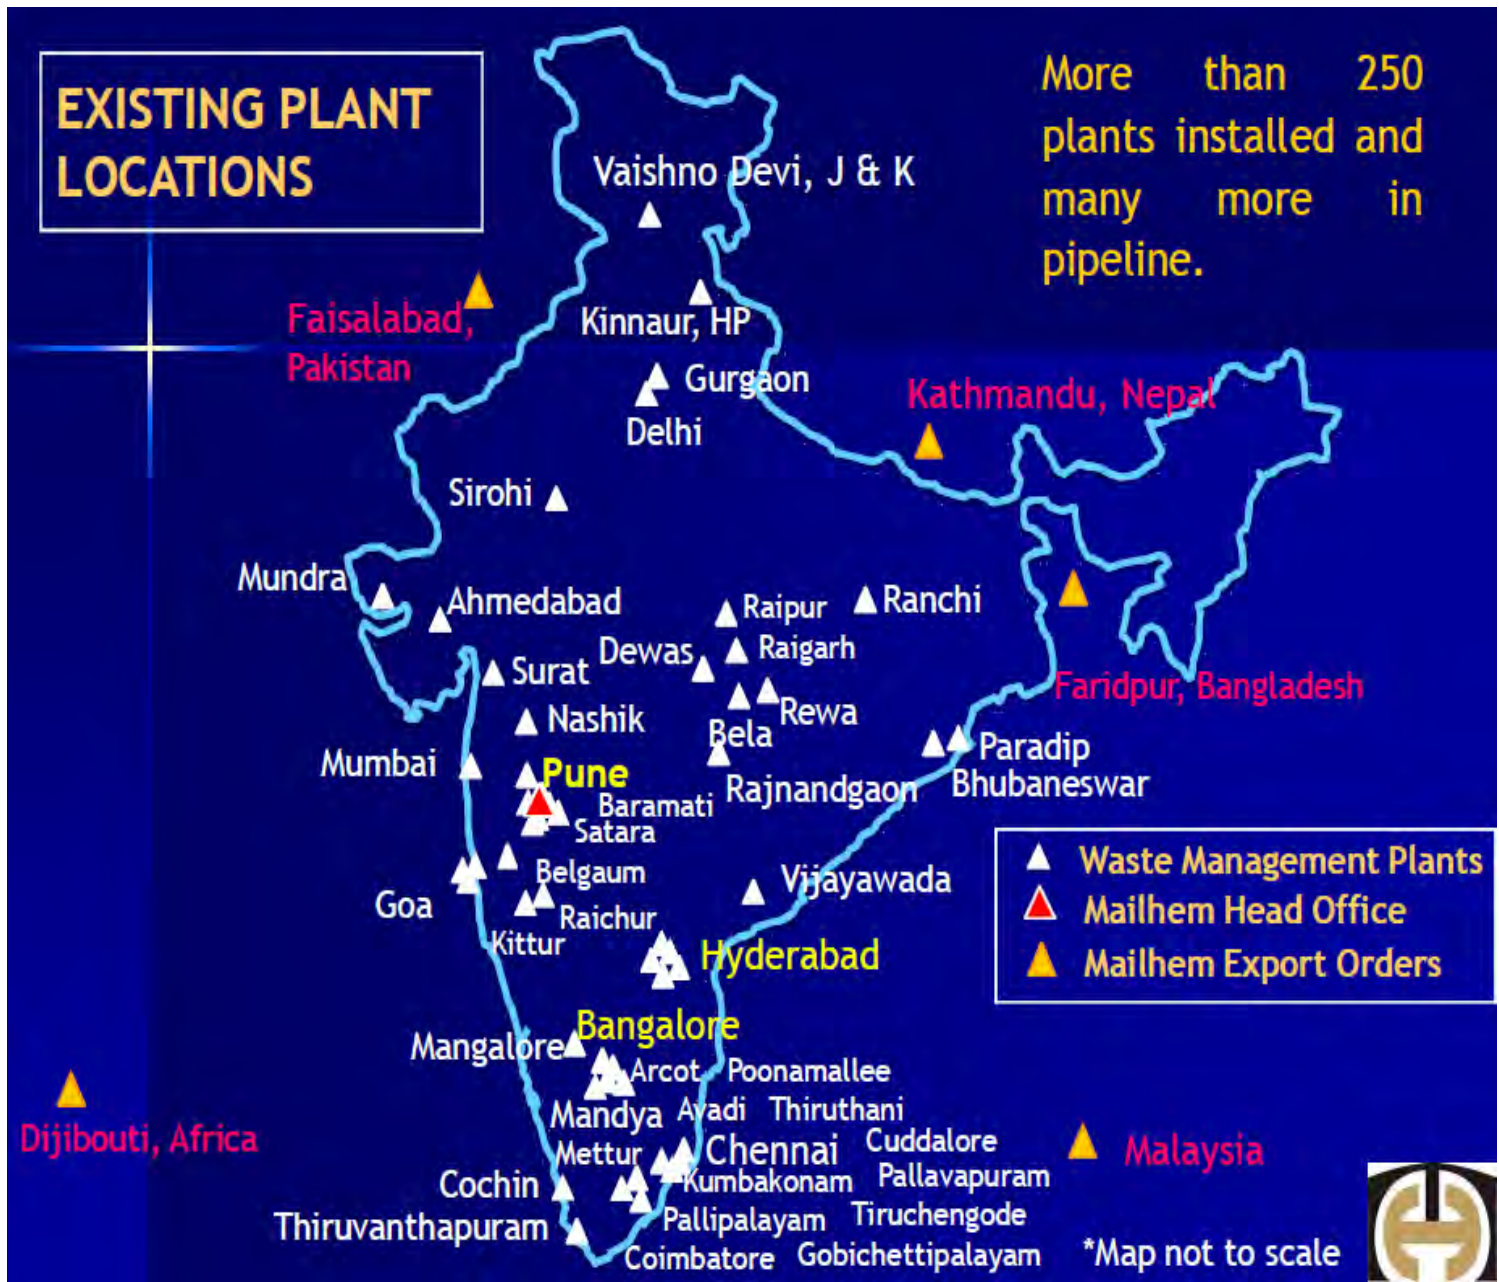 EXISTING PLANT
LOCATIONS
More than 250
plants installed and
many more in
pipeline.
Vaishno Devi, J & K
Faisalabad,
Pakistan
Kinnaur, HP
Gurgaon
Delhi
Kathmandu, Nepal
Sirohi
Mundra
Ahmedabad
Raipur
Ranchi
Dewas
Raigarh
Surat
Faridpur, Bangladesh
Nashik
Rewa
Bela
Mumbai
Paradip
Pune
Rajnandgaon
Bhubaneswar
Baramati
Satara
Waste Management Plants
Belgaum
Vijayawada
Goa
Raichur
Mailhem Head Office
Kittur
Hyderabad
Mailhem Export Orders
Bangalore
Mangalore
Arcot Poonamallee
Mandya Avadi Thiruthani
Dijibouti, Africa
Mettur Chennai Cuddalore
Malaysia
Cochin Kumbakonam Pallavapuram
Thiruvanthapuram Pallipalayam Tiruchengode
Coimbatore Gobichettipalayam
*Map not to scale